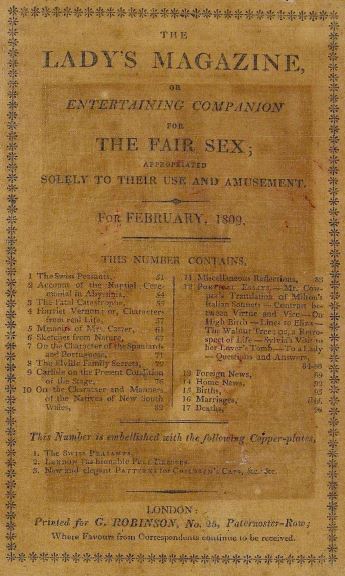 THE
LADY'S MAGAZINE,
OR
ENTERTAINING COMPANION
FOR
THE FAIR SEX;
APPROPRIATED
SOLELY TO THEIR USE AND AMUSEMENT.
FOR FEBRUARY, 1809.
THIS NUMBER CONTAINS,
1 The Swiss Peasants, 51
2 Account of the Nuptial Ceremonial in Abyssinia, 54
3 The Fatal Catastrophe, 57
4 Harriet Vernon; or, Characters
from real Life,
5 Memoirs of Mrs. Carter, 61
6 Sketches from Nature, 67
7 On the Character of the Spaniards
and Portuguese, 71
8 The Elville Family Secrets,
9 Carlisle on the Present Condition
of the Stage, 76
10 On the Character and Manners
of the Natives of New South
Wales,
11 Miscellaneous Reflections,
12 POETICAL ESSAYS,—Mr. Cowper's Translation of Milton's
Italian Sonnets—Contrast between Virtue and Vice—On
High Birth—Lines to Eliza—
The Walnut Tree; or, a Retrospect of Life—Sylvia's Visit to
her Lover's Tomb—To a Lady
—Questions and Answers,
13 Foreign News,
14 Home News,
15 Births, 95
16 Marriages, ibid.
17 Deaths, 96
This Number is embellished with the following Copper-plates,
1. The SWISS PEASANTS.
2. LONDON Fashionable FULL DRESSES.
3. New and elegant PATTERNS for CHILDREN'S CAPS, &c. &c.
LONDON:
Printed for G. ROBINSON, No. 25, Paternoster-Row;
Where Favours from Correspondents continue to be received.